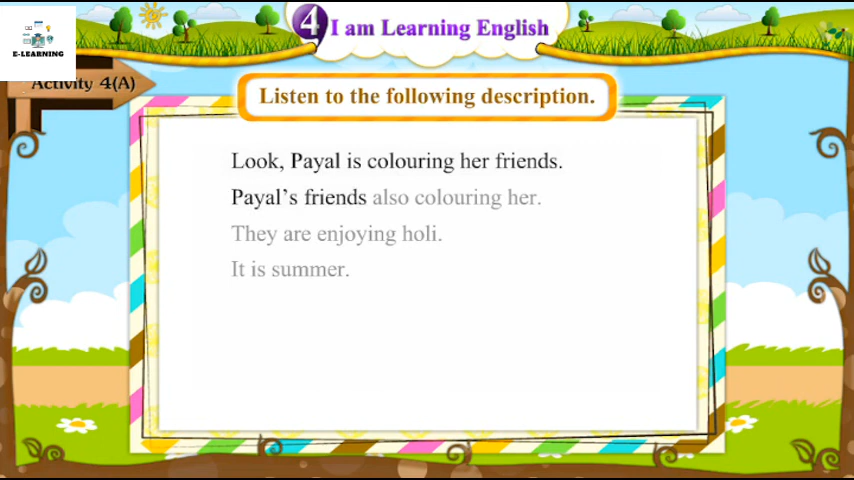 4 I am Learning English
E-LEARNING
Activity 4(A)
Listen to the following description.
Look, Payal is colouring her friends.
Payal's friends also colouring her.
They are enjoying holi.
It is summer.